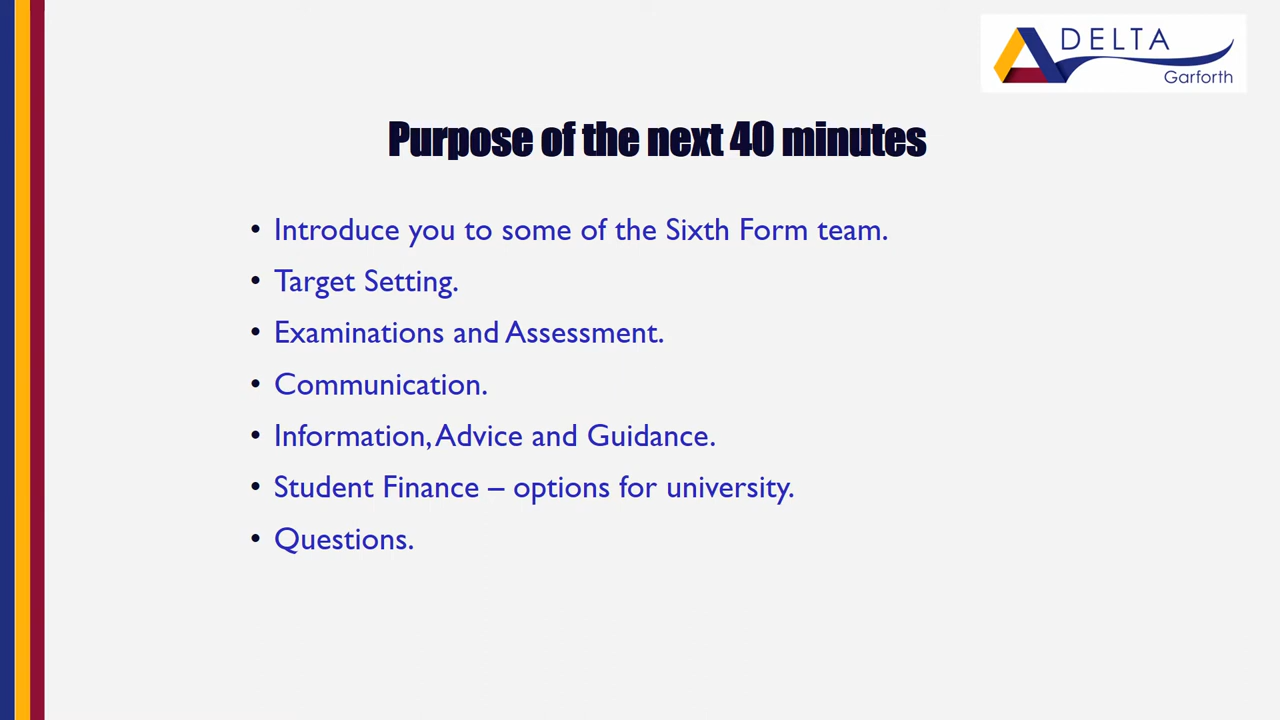 DELTA
Garforth
Purpose of the next 40 minutes
• Introduce you to some of the Sixth Form team.
• Target Setting.
• Examinations and Assessment.
• Communication.
• Information, Advice and Guidance.
• Student Finance – options for university.
• Questions.